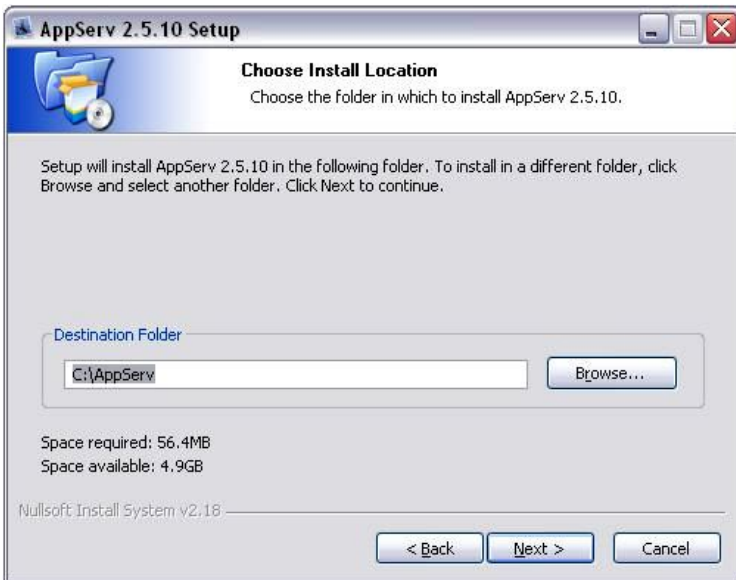 AppServ 2.5.10 Setup
Choose Install Location
Choose the folder in which to install AppServ 2.5.10.
Setup will install AppServ 2.5.10 in the following folder. To install in a different folder, click
Browse and select another folder. Click Next to continue.
Destination Folder
C:\AppServ
Browse...
Space required: 56.4MB
Space available: 4.9GB
Nullsoft Install System v2.18
< Back
Next >
Cancel